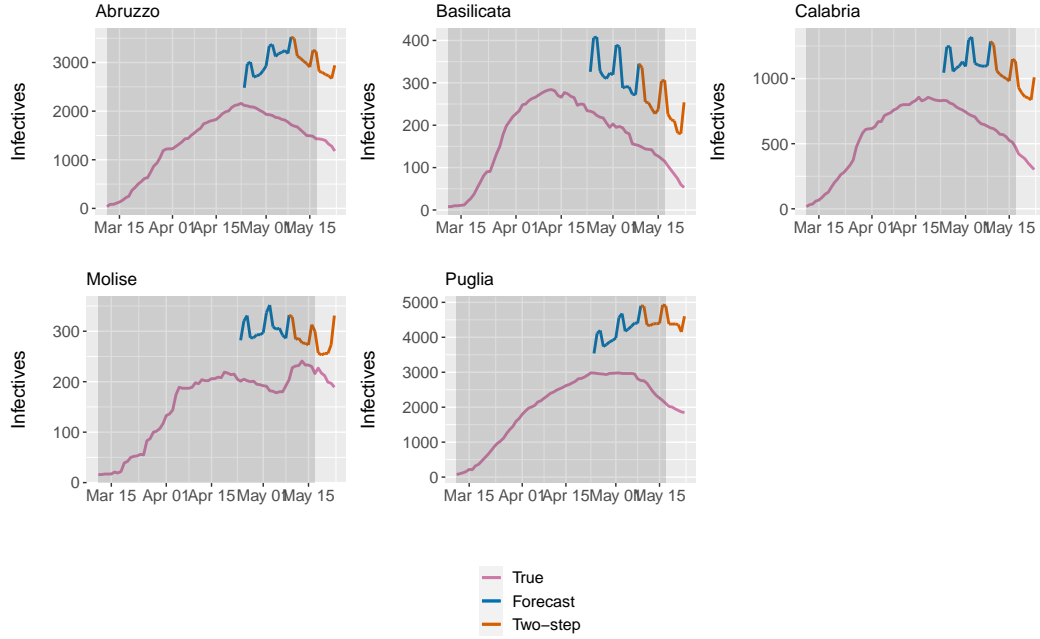 Abruzzo
Basilicata
Calabria
Infectives
3000
2000
1000
0
Mar 15 Apr 01 Apr 15 May 01 May 15
Infectives
400
300
200
100
0
Mar 15 Apr 01 Apr 15 May 01 May 15
Infectives
1000
500
0
Mar 15 Apr 01 Apr 15 May 01 May 15
Molise
Puglia
Infectives
300
200
100
0
Mar 15 Apr 01 Apr 15 May 01 May 15
Infectives
5000
4000
3000
2000
1000
0
Mar 15 Apr 01 Apr 15 May 01 May 15
True
Forecast
Two−step